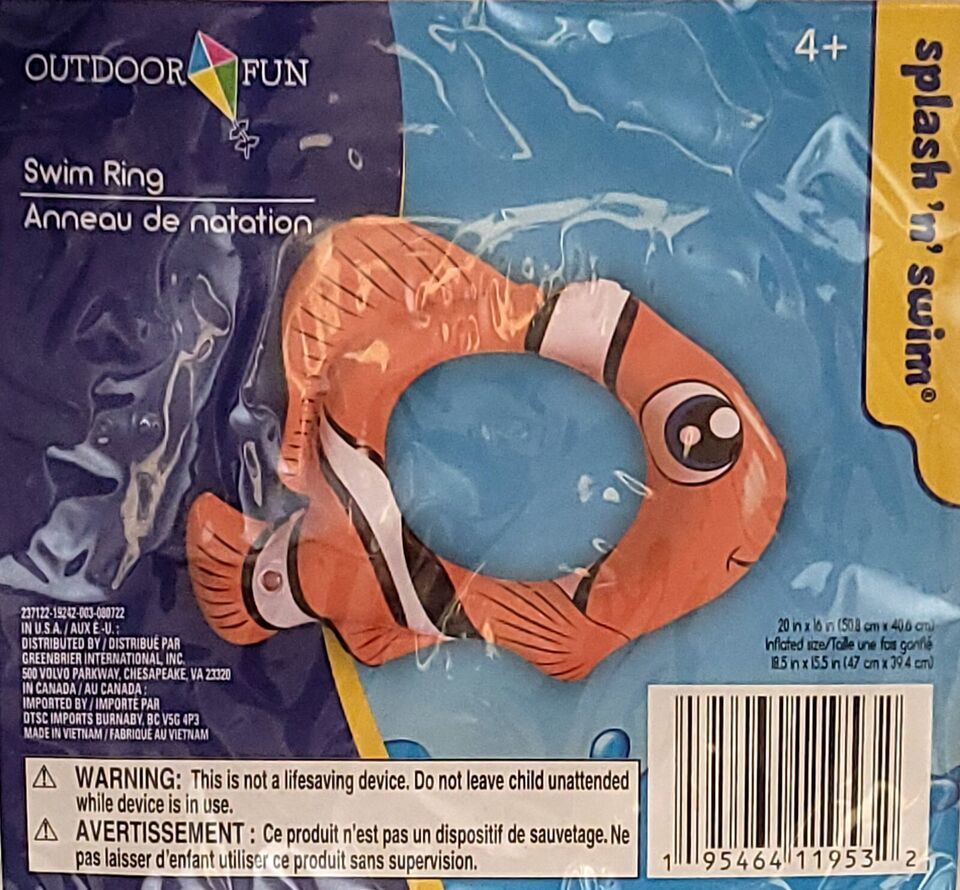 OUTDOOR FUN
4+
splash 'n' swim®
Swim Ring
Anneau de natation
237122-19242-003-080722
IN U.S.A. / AUX É.-U. :
DISTRIBUTED BY / DISTRIBUÉ PAR
GREENBRIER INTERNATIONAL, INC.
500 VOLVO PARKWAY, CHESAPEAKE, VA 23320
IN CANADA / AU CANADA :
IMPORTED BY / IMPORTÉ PAR
DTSC IMPORTS BURNABY, BC V5G 4P3
MADE IN VIETNAM / FABRIQUÉ AU VIETNAM
20 in x 16 in (50.8 cm x 40.6 cm)
Inflated size/Taille une fois gonflé
18.5 in x 15.5 in (47 cm x 39.4 cm)
⚠ WARNING: This is not a lifesaving device. Do not leave child unattended
while device is in use.
⚠ AVERTISSEMENT : Ce produit n'est pas un dispositif de sauvetage. Ne
pas laisser d'enfant utiliser ce produit sans supervision.
1 95464 11953 2